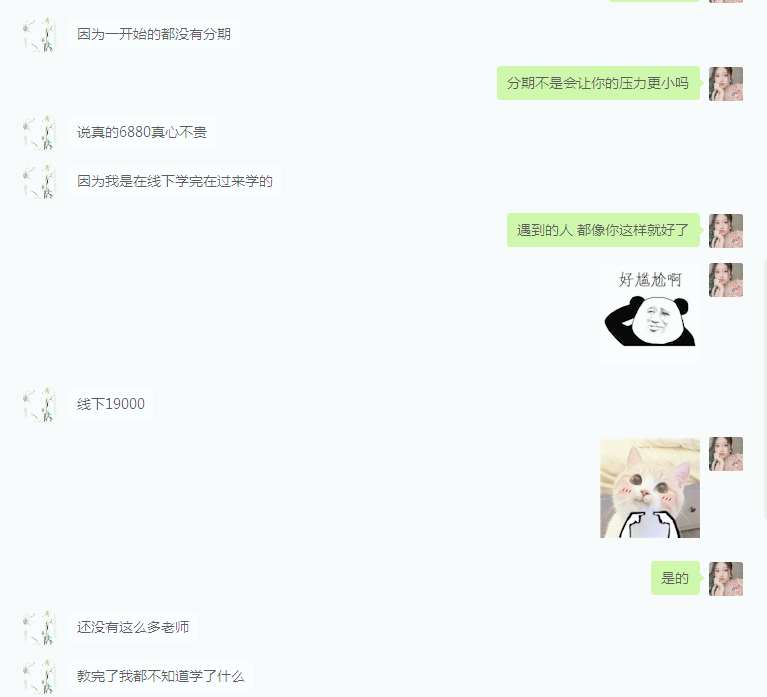 因为一开始的都没有分期
分期不是会让你的压力更小吗
说真的6880真心不贵
因为我是在线下学完在过来学的
遇到的人 都像你这样就好了
好尴尬啊
线下19000
是的
还没有这么多老师
教完了我都不知道学了什么